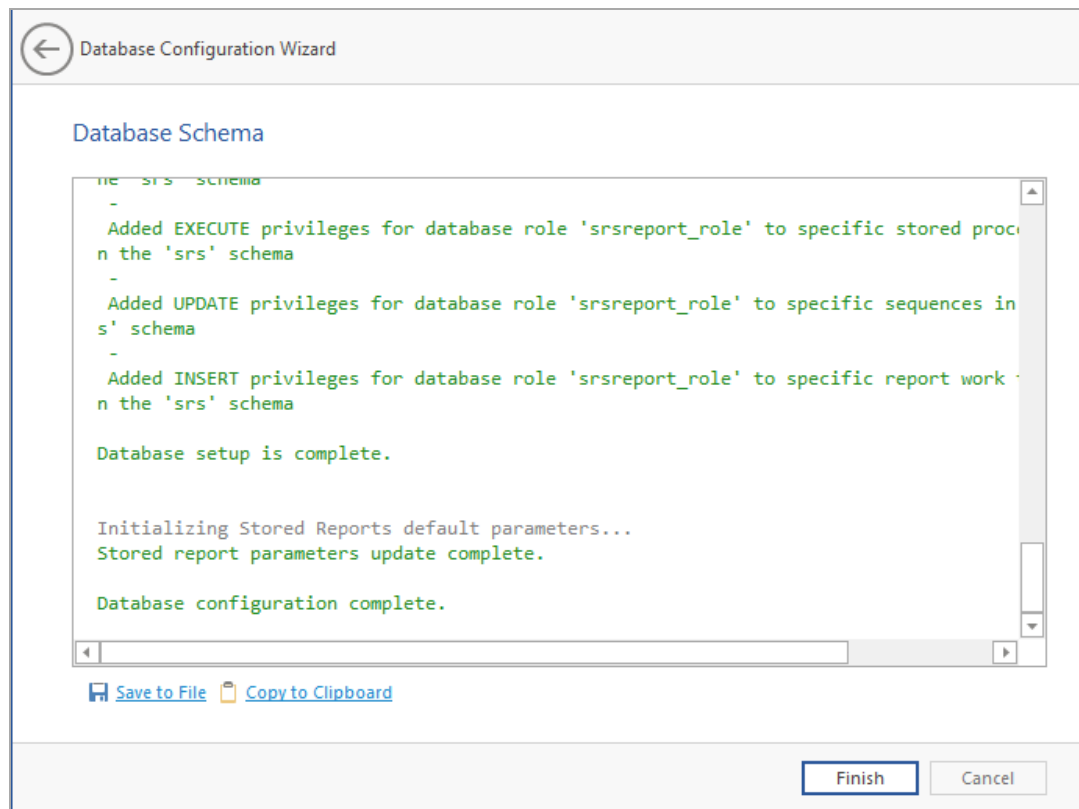 Database Configuration Wizard
Database Schema
he 'srs' schema
-
Added EXECUTE privileges for database role 'srsreport_role' to specific stored
n the 'srs' schema
-
Added UPDATE privileges for database role 'srsreport_role' to specific sequences in
s' schema
-
Added INSERT privileges for database role 'srsreport_role' to specific report work
n the 'srs' schema
Database setup is complete.
Initializing Stored Reports default parameters...
Stored report parameters update complete.
Database configuration complete.
Save to File Copy to Clipboard
Finish Cancel